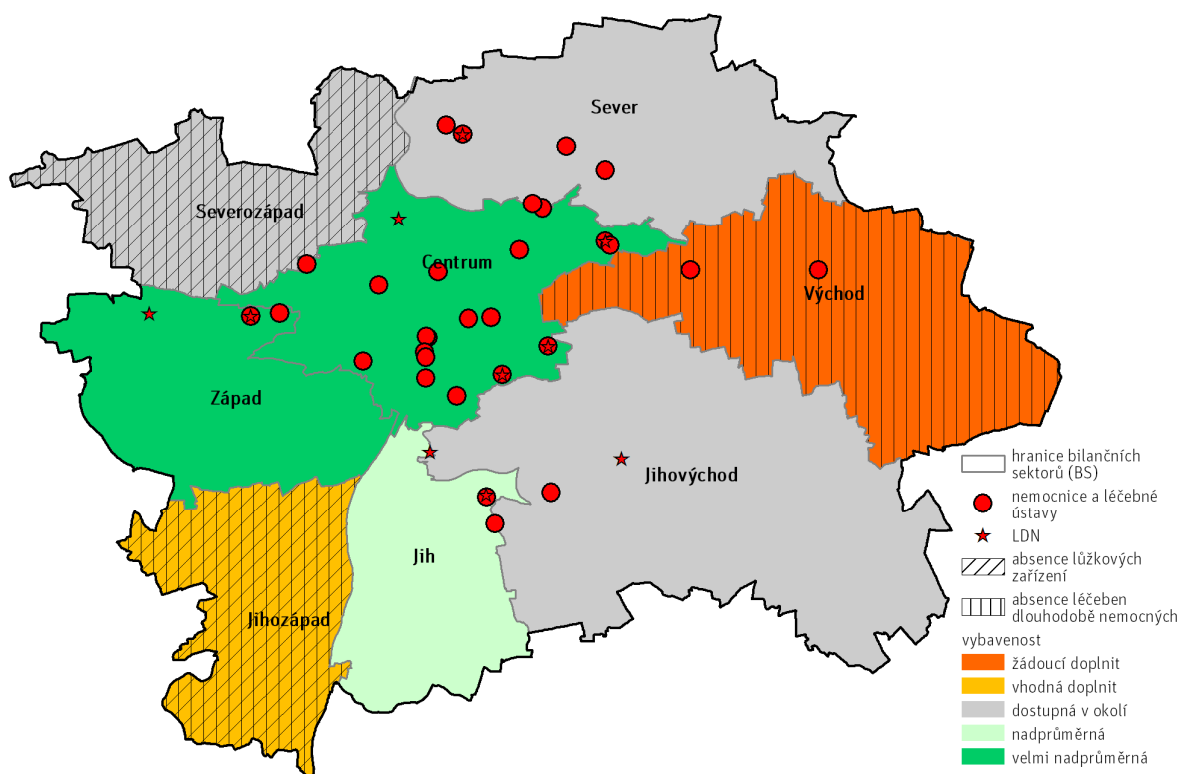 Sever
Severozápad
Centrum
Východ
Západ
Jihovýchod
Jih
Jihozápad
hranice bilančních
sektorů (BS)
nemocnice a léčebné
ústavy
LDN
absence lůžkových
zařízení
absence léčeben
dlouhodobě nemocných
vybavenost
žádoucí doplnit
vhodná doplnit
dostupná v okolí
nadprůměrná
velmi nadprůměrná